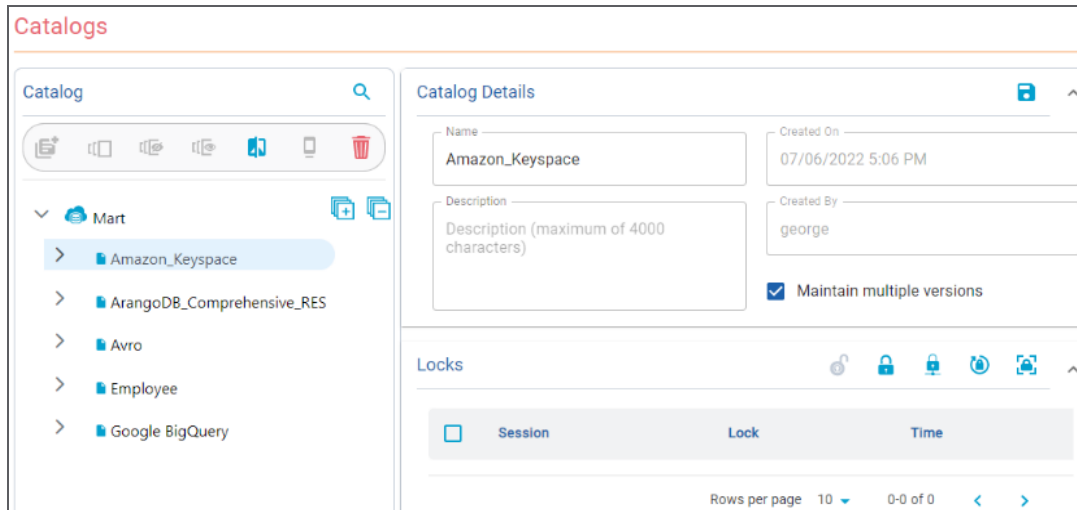 Catalogs
Catalog
Mart
Amazon_Keyspace
ArangoDB_Comprehensive_RES
Avro
Employee
Google BigQuery
Catalog Details
Name
Amazon_Keyspace
Created On
07/06/2022 5:06 PM
Description
Description (maximum of 4000
characters)
Created By
george
Maintain multiple versions
Locks
Session Lock Time
Rows per page 10 0-0 of 0